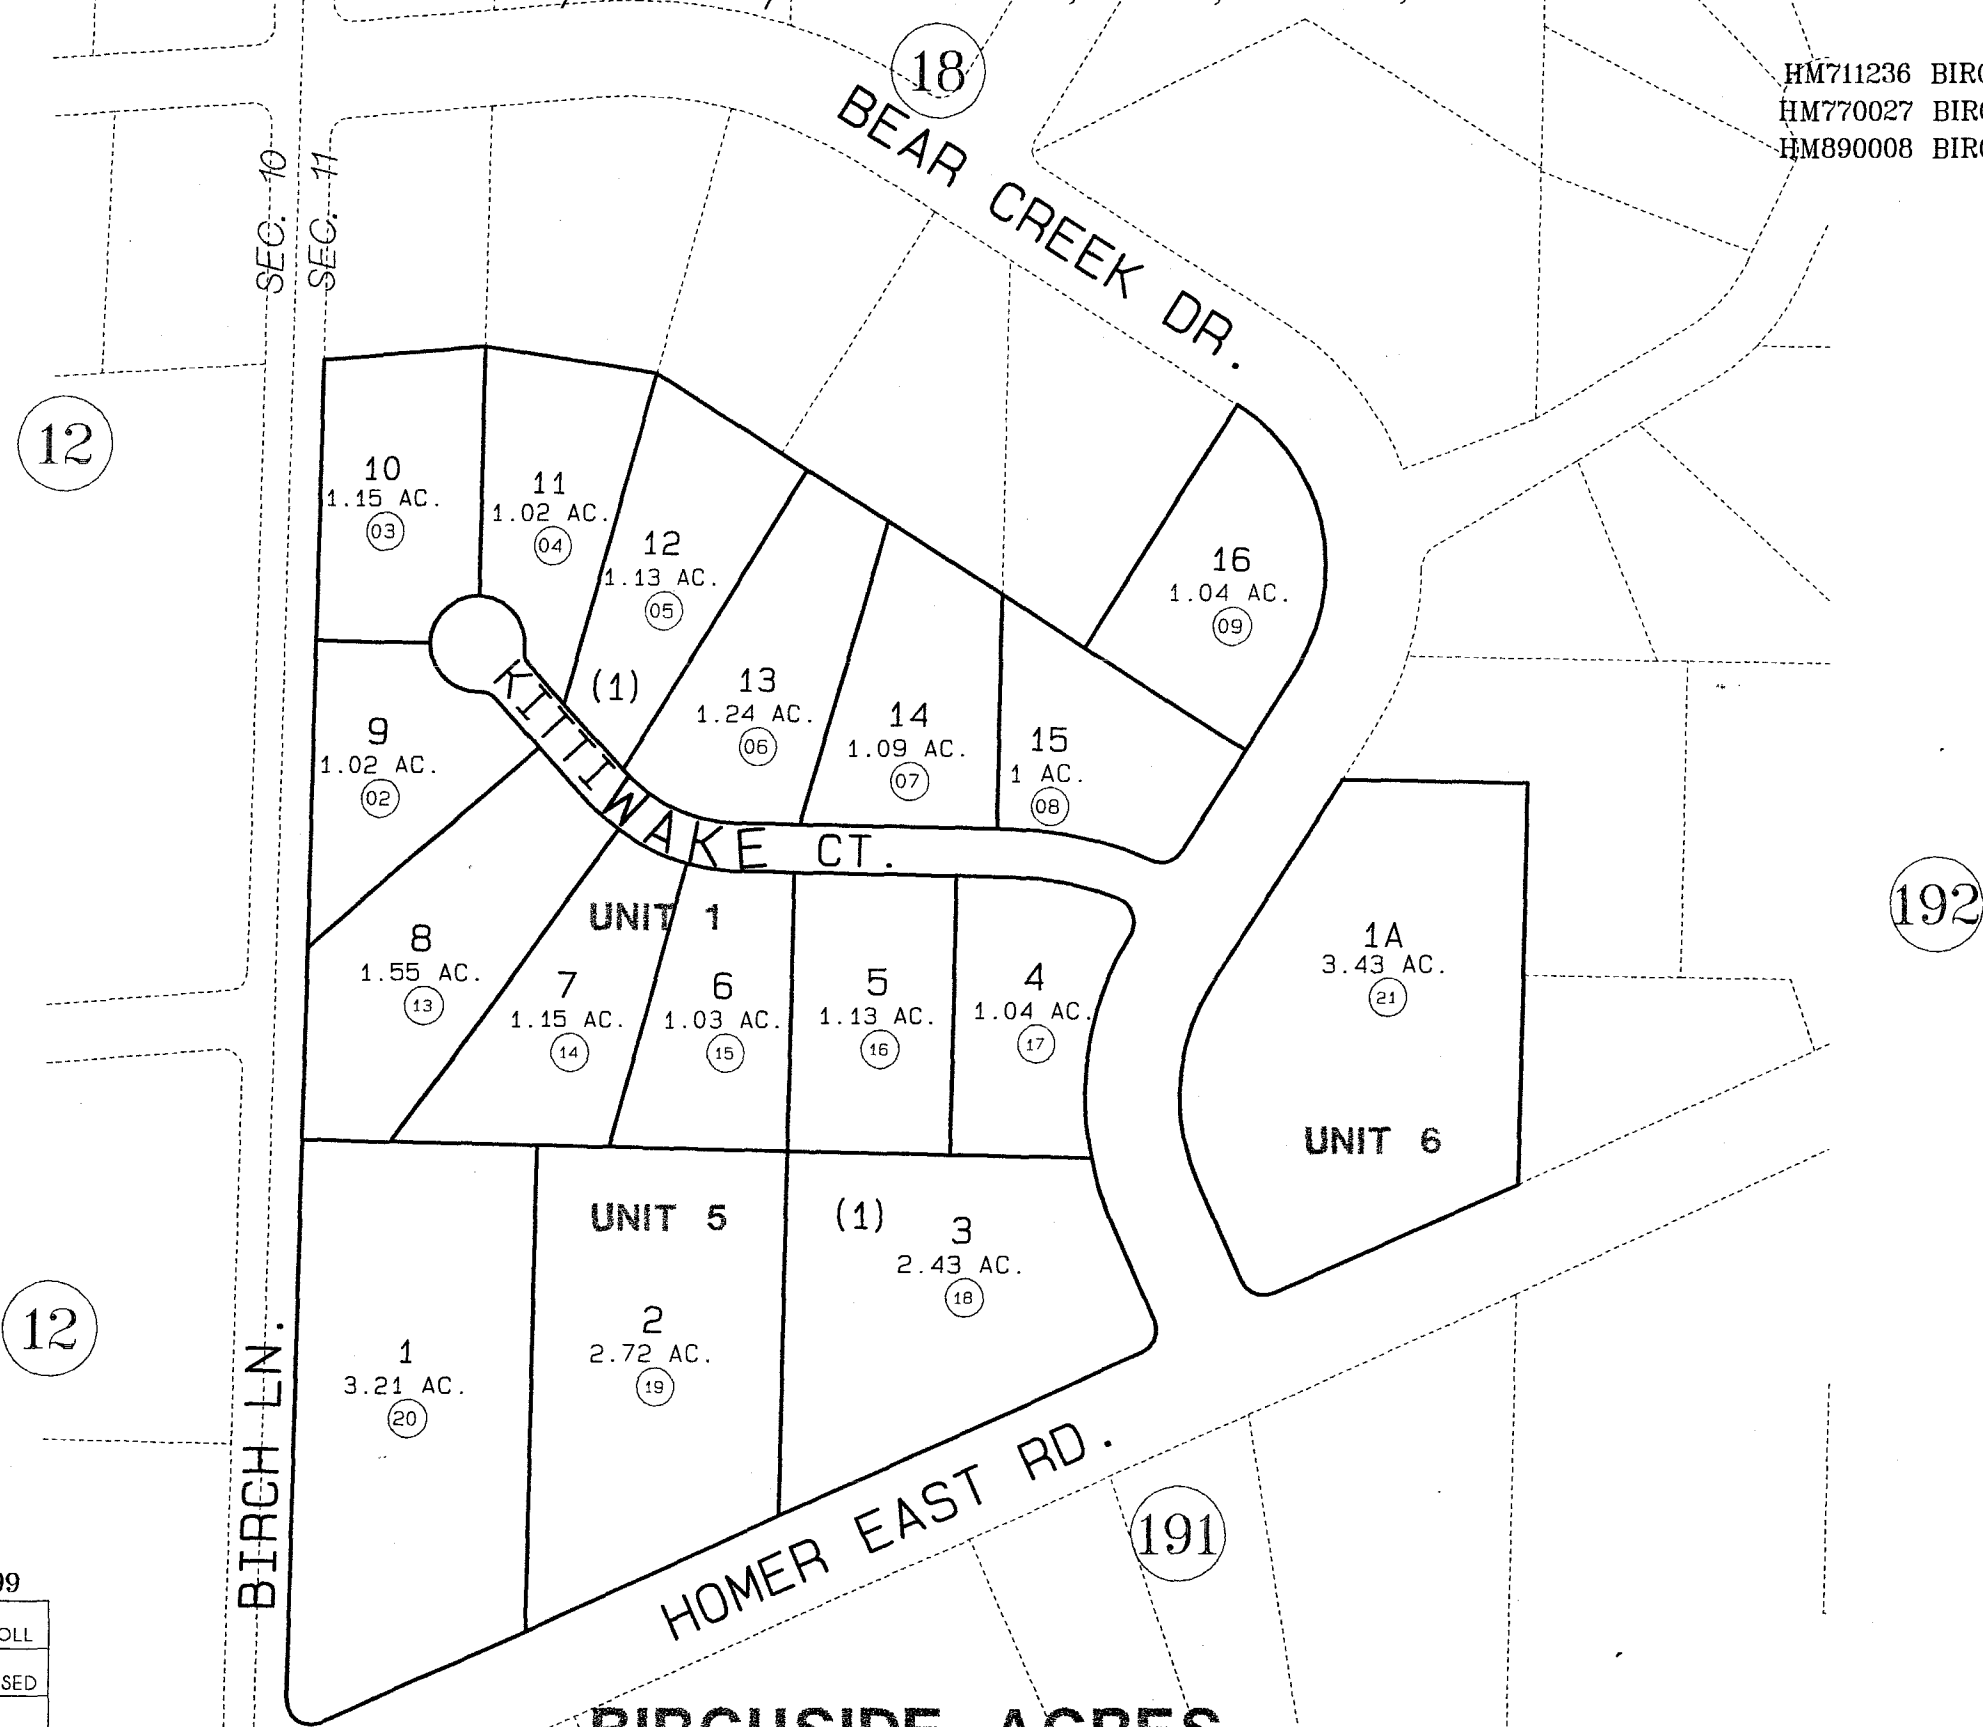 18
HM711236
HM770027
HM890008
BEAR CREEK DR.
SEC. 10
SEC. 11
12
10
1.15 AC.
03
11
1.02 AC.
04
12
1.13 AC.
05
(1)
16
1.04 AC.
09
KITTIWAKE CT.
13
1.24 AC.
06
14
1.09 AC.
07
15
1 AC.
08
9
1.02 AC.
02
192
UNIT 1
8
1.55 AC.
13
7
1.15 AC.
14
6
1.03 AC.
15
5
1.13 AC.
16
4
1.04 AC.
17
1A
3.43 AC.
21
UNIT 6
UNIT 5
(1)
3
2.43 AC.
18
12
2
2.72 AC.
19
1
3.21 AC.
20
BIRCH LN.
HOMER EAST RD.
191
BIRCHSIDE ACRES